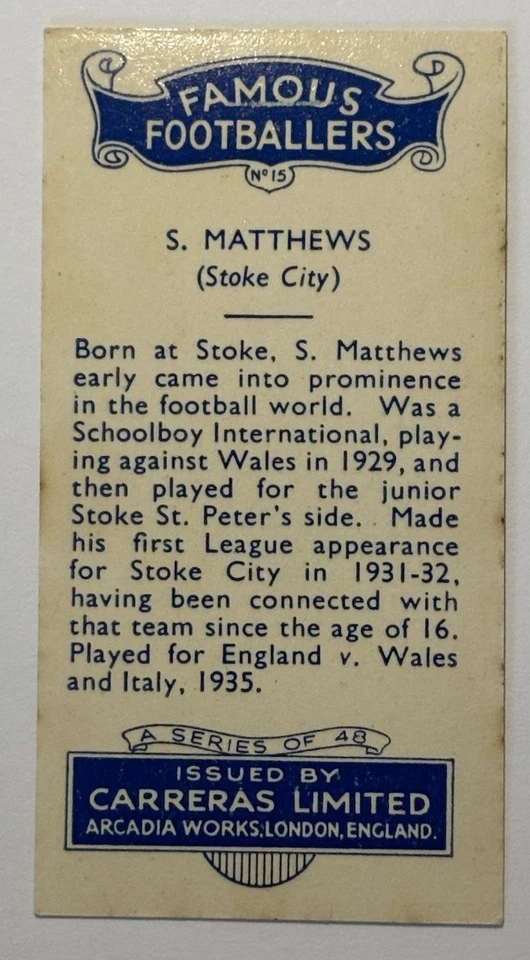 FAMOUS
FOOTBALLERS
Nº 15
S. MATTHEWS
(Stoke City)
Born at Stoke, S. Matthews
early came into prominence
in the football world. Was a
Schoolboy International, play-
ing against Wales in 1929, and
then played for the junior
Stoke St. Peter's side. Made
his first League appearance
for Stoke City in 1931-32,
having been connected with
that team since the age of 16.
Played for England v. Wales
and Italy, 1935.
A SERIES OF 48
ISSUED BY
CARRERAS LIMITED
ARCADIA WORKS, LONDON, ENGLAND.